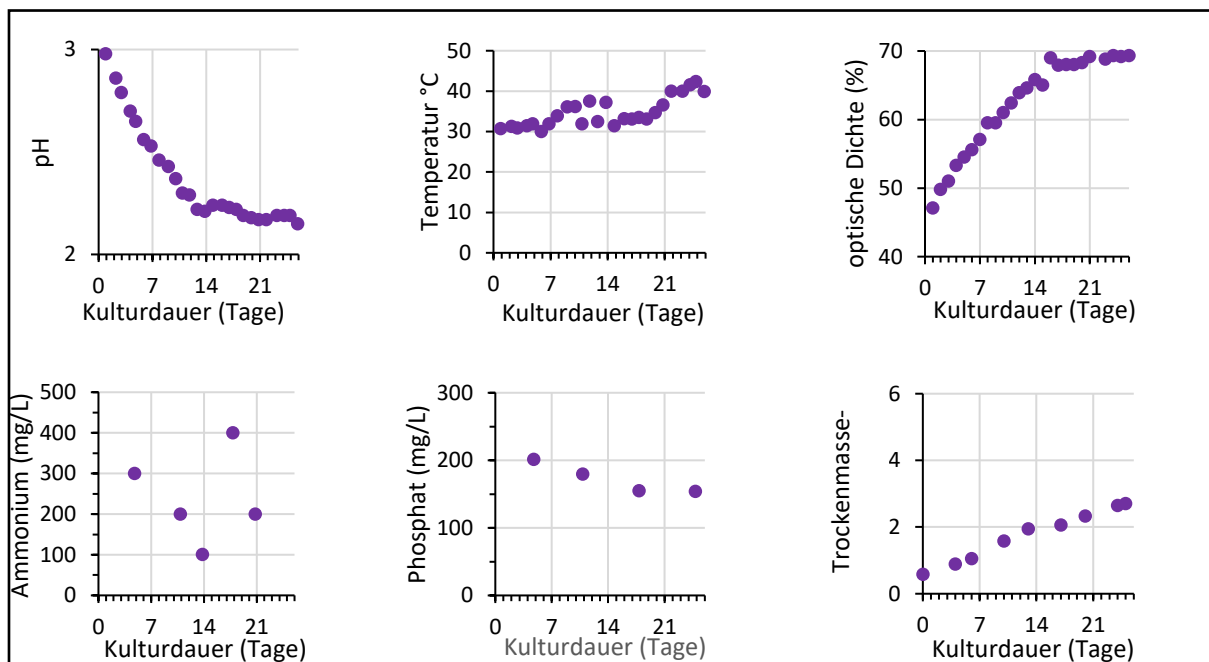 pH
3
2
0 7 14 21
Kulturdauer (Tage)
Temperatur °C
50
40
30
20
10
0
0 7 14 21
Kulturdauer (Tage)
optische Dichte (%)
70
60
50
40
0 7 14 21
Kulturdauer (Tage)
Ammonium (mg/L)
500
400
300
200
100
0
0 7 14 21
Kulturdauer (Tage)
Phosphat (mg/L)
300
200
100
0
0 7 14 21
Kulturdauer (Tage)
Trockenmasse-
6
4
2
0
0 7 14 21
Kulturdauer (Tage)